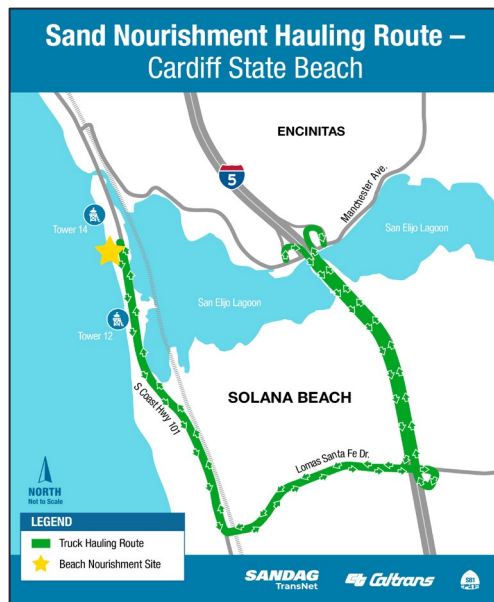 Sand Nourishment Hauling Route –
Cardiff State Beach
ENCINITAS
5
Manchester Ave.
Tower 14
San Elijo Lagoon
San Elijo Lagoon
Tower 12
SOLANA BEACH
S Coast Hwy 101
Lomas Santa Fe Dr.
NORTH
Not to Scale
LEGEND
Truck Hauling Route
Beach Nourishment Site
SANDAG
TransNet
Caltrans
SB1